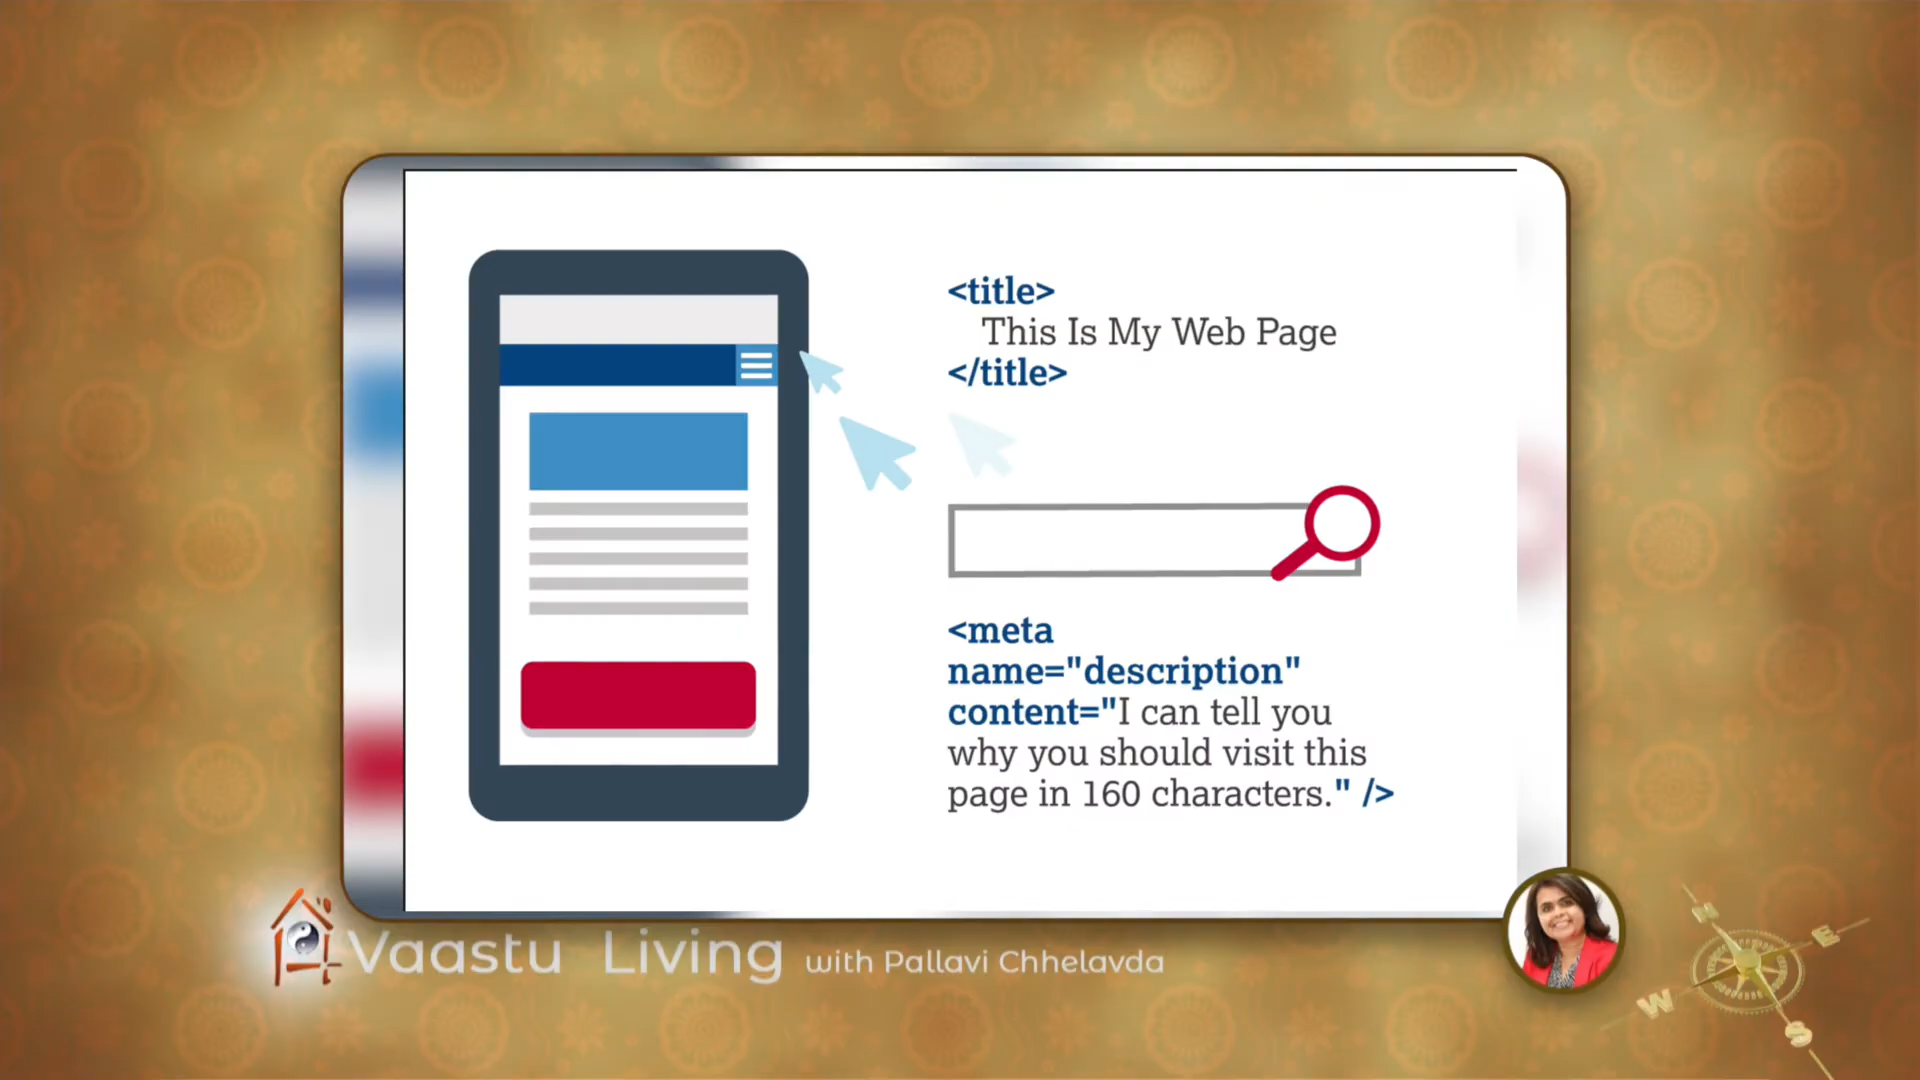 <title>
This Is My Web Page
</title>
<meta
name="description"
content="I can tell you
why you should visit this
page in 160 characters." />
Vaastu Living with Pallavi Chhelavda
N
E
W
S